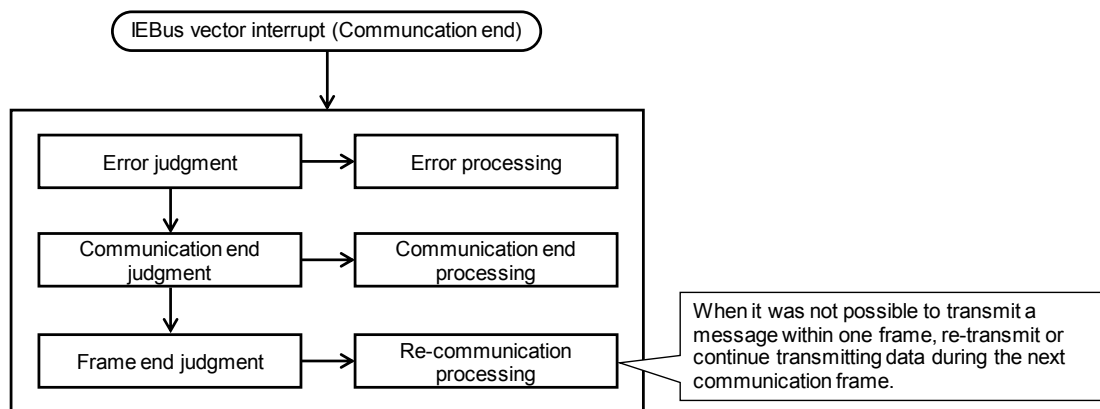 IEBus vector interrupt (Communcation end)
Error judgment
Error processing
Communication end
judgment
Communication end
processing
Frame end judgment
Re-communication
processing
When it was not possible to transmit a
message within one frame, re-transmit or
continue transmitting data during the next
communication frame.